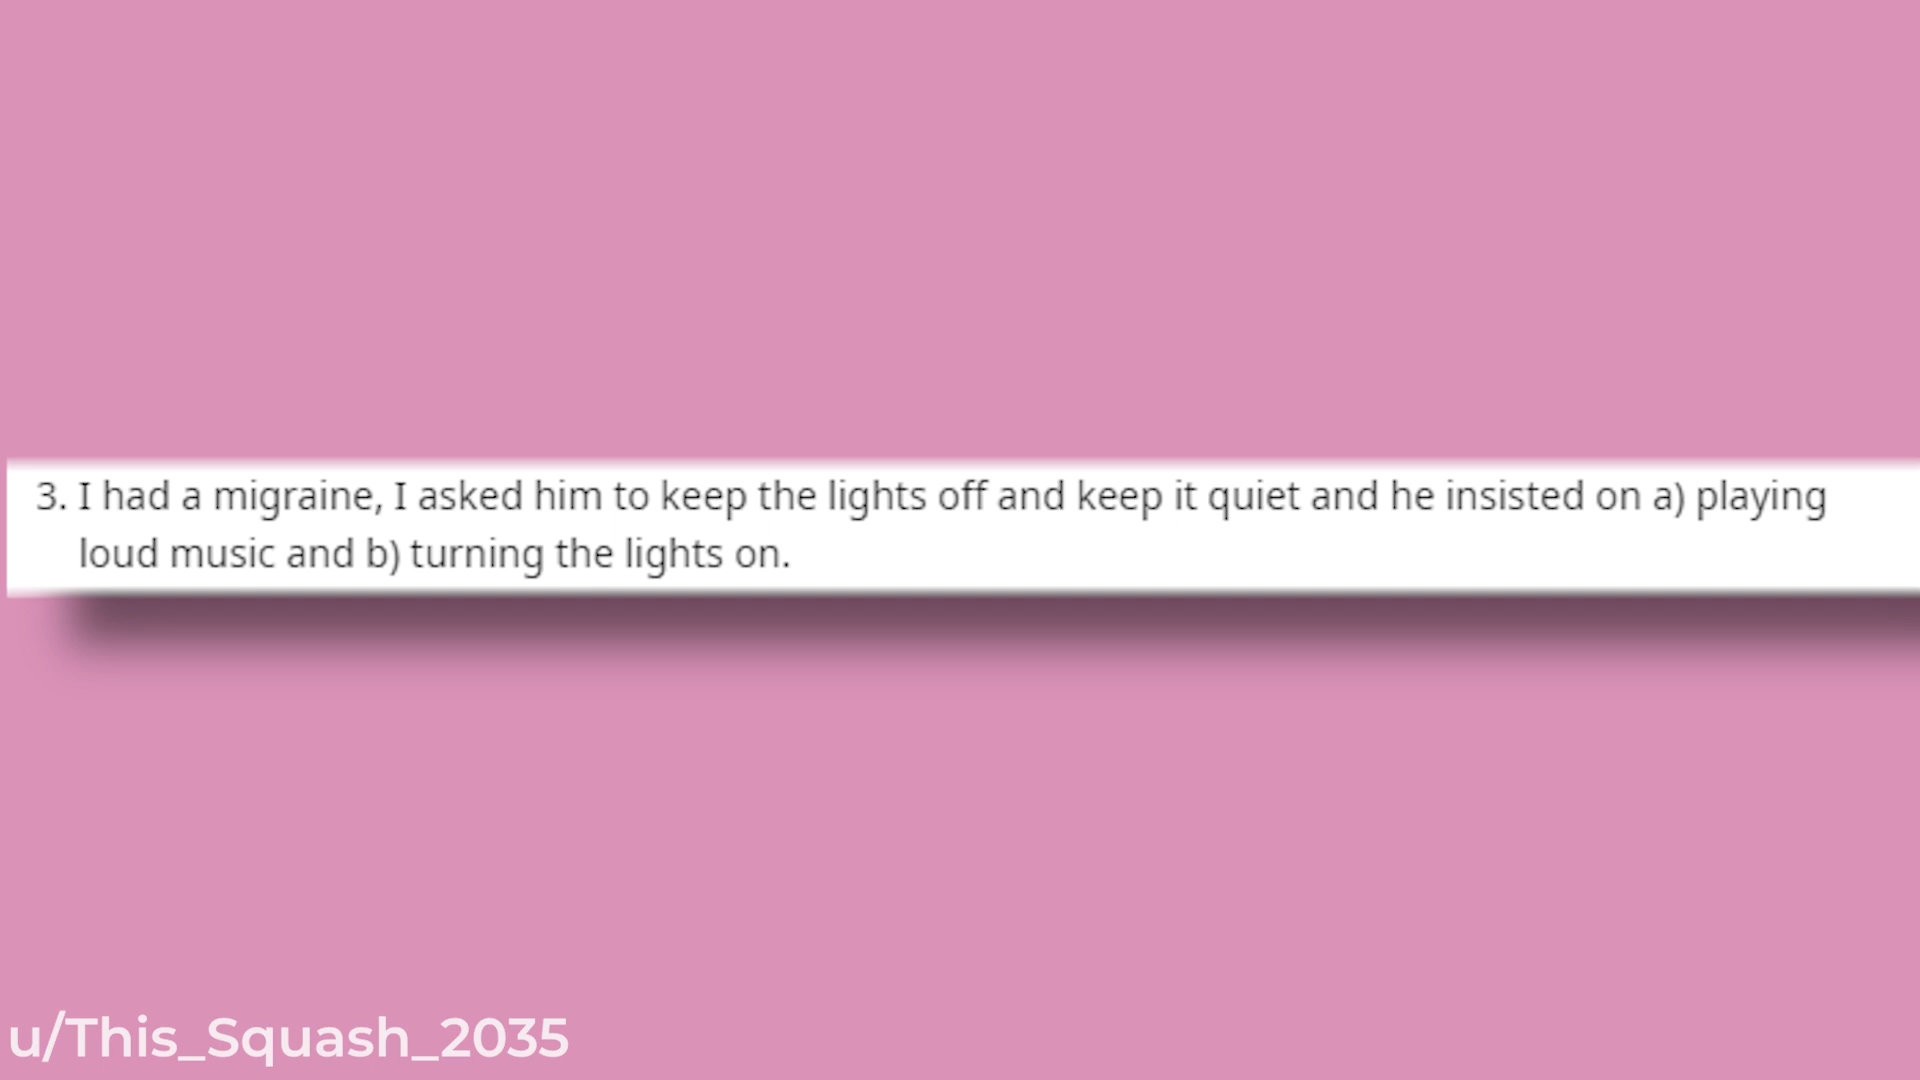 3. I had a migraine, I asked him to keep the lights off and keep it quiet and he insisted on a) playing
loud music and b) turning the lights on.
u/This_Squash_2035